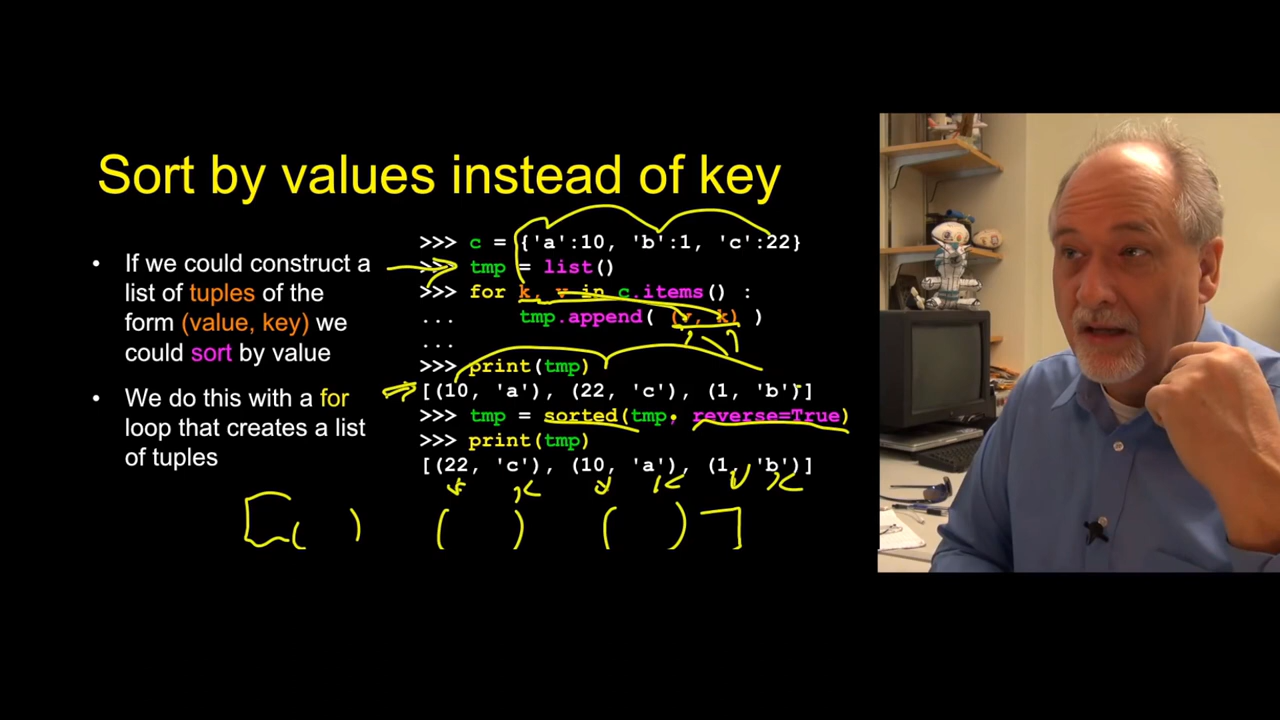 Sort by values instead of key
• If we could construct a
list of tuples of the
form (value, key) we
could sort by value
• We do this with a for
loop that creates a list
of tuples
>>> c = {'a':10, 'b':1, 'c':22}
>>> tmp = list()
>>> for k, v in c.items() :
... tmp.append( (v, k) )
...
>>> print(tmp)
[(10, 'a'), (22, 'c'), (1, 'b')]
>>> tmp = sorted(tmp, reverse=True)
>>> print(tmp)
[(22, 'c'), (10, 'a'), (1, 'b')]
v k v k v k
[( ) ( ) ( )]